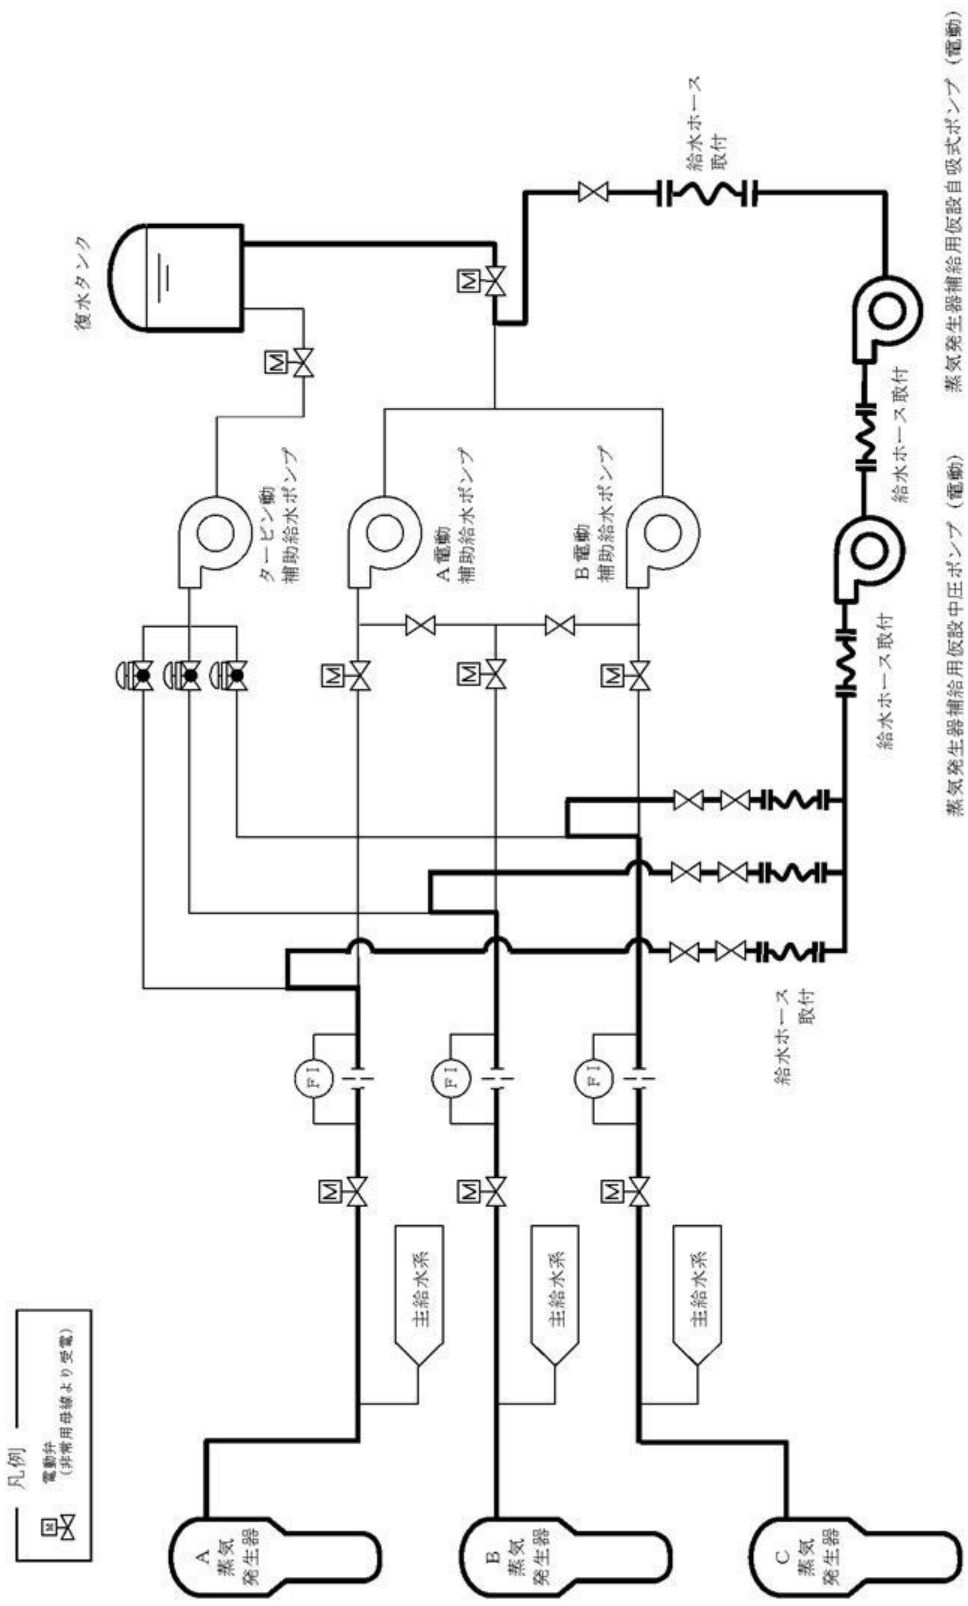 凡例
M
電動弁
(非常用母線より受電)
復水タンク
M
M
給水ホース
取付
タービン動
補助給水ポンプ
A電動
補助給水ポンプ
B電動
補助給水ポンプ
M
M
M
給水ホース取付
給水ホース取付
蒸気発生器補給用仮設中圧ポンプ（電動）
蒸気発生器補給用仮設自吸式ポンプ（電動）
給水ホース
取付
FI
FI
FI
M
M
M
主給水系
主給水系
主給水系
A
蒸気
発生器
B
蒸気
発生器
C
蒸気
発生器